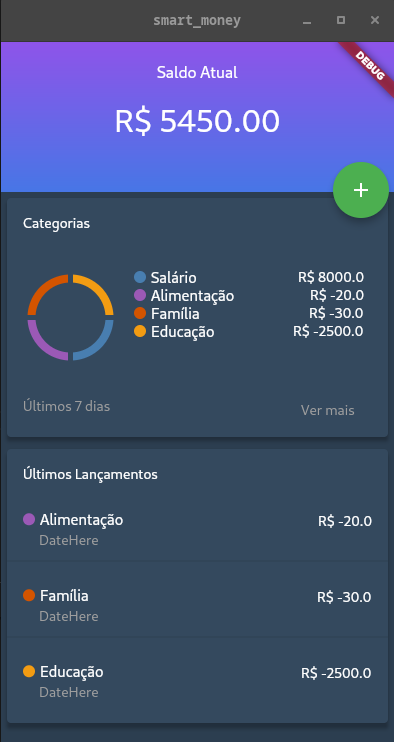 smart_money
DEBUG
Saldo Atual
R$ 5450.00
+
Categorias
Salário R$ 8000.0
Alimentação R$ -20.0
Família R$ -30.0
Educação R$ -2500.0
Últimos 7 dias Ver mais
Últimos Lançamentos
Alimentação R$ -20.0
DateHere
Família R$ -30.0
DateHere
Educação R$ -2500.0
DateHere